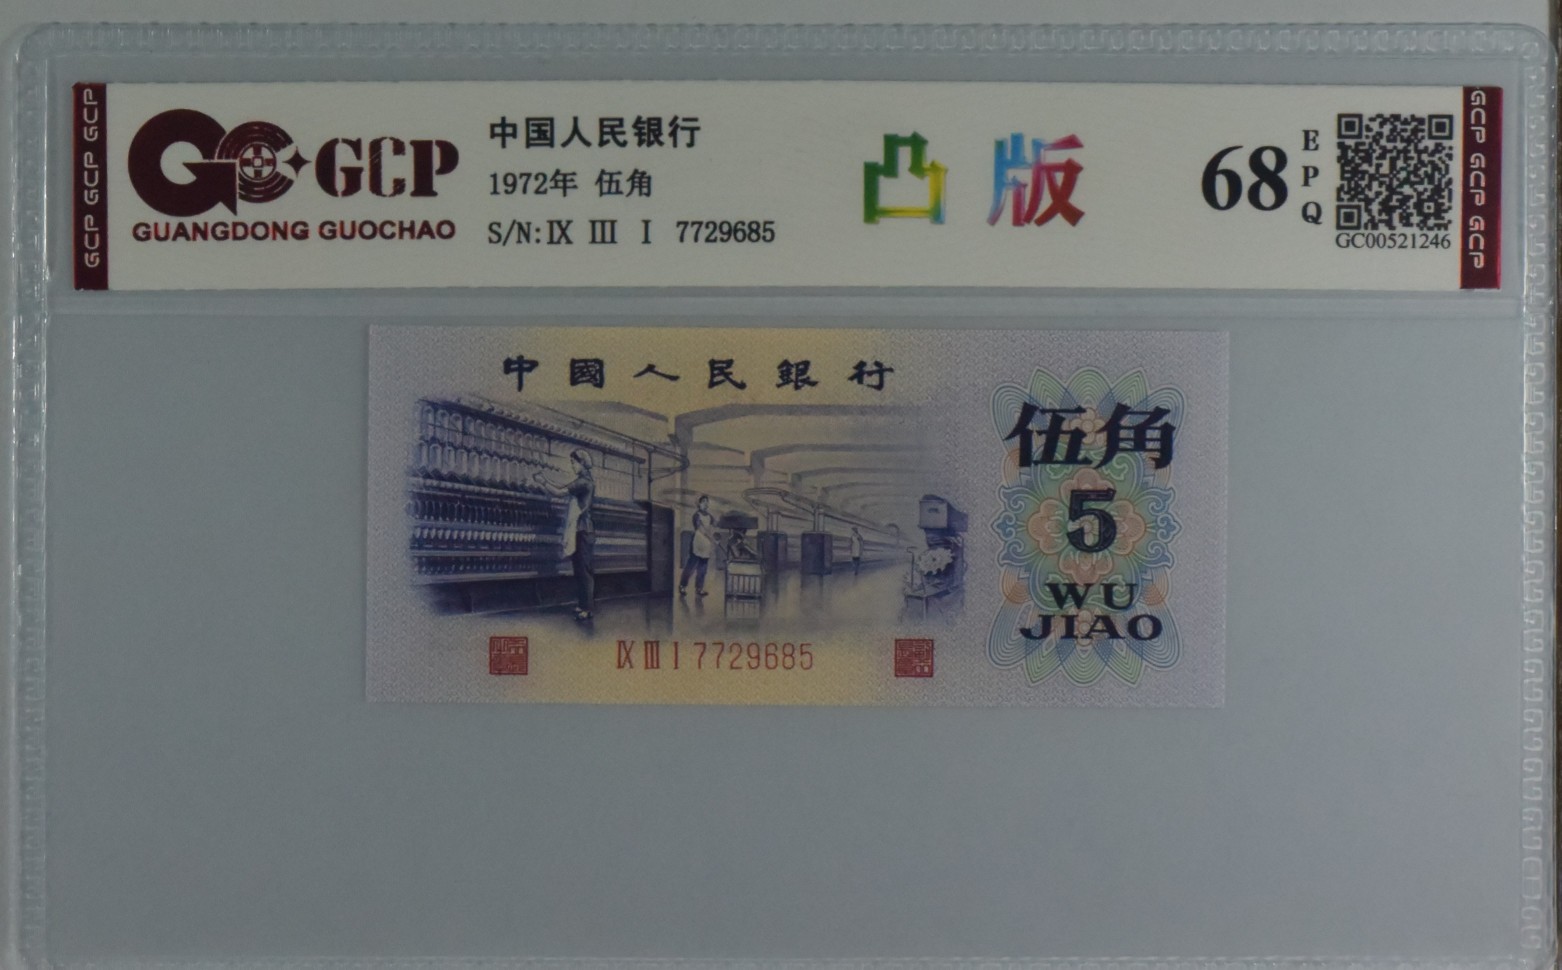 GCP GCP GCP
GCP
GUANGDONG GUOCHAO
中国人民银行
1972年 伍角
S/N:Ⅸ Ⅲ Ⅰ 7729685
凸版
68
EPQ
GC00521246
GCP GCP GCP
中國人民銀行
伍角
5
WU
JIAO
Ⅸ Ⅲ Ⅰ 7729685